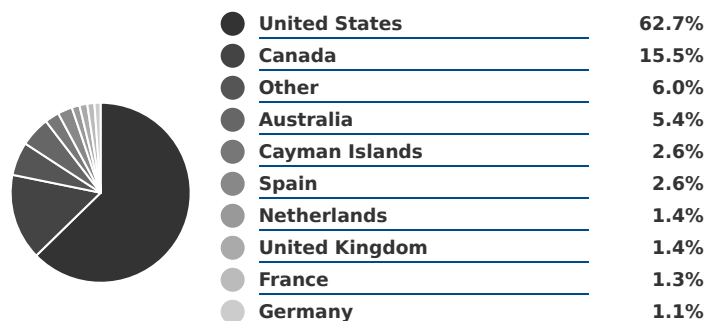 United States 62.7%
Canada 15.5%
Other 6.0%
Australia 5.4%
Cayman Islands 2.6%
Spain 2.6%
Netherlands 1.4%
United Kingdom 1.4%
France 1.3%
Germany 1.1%